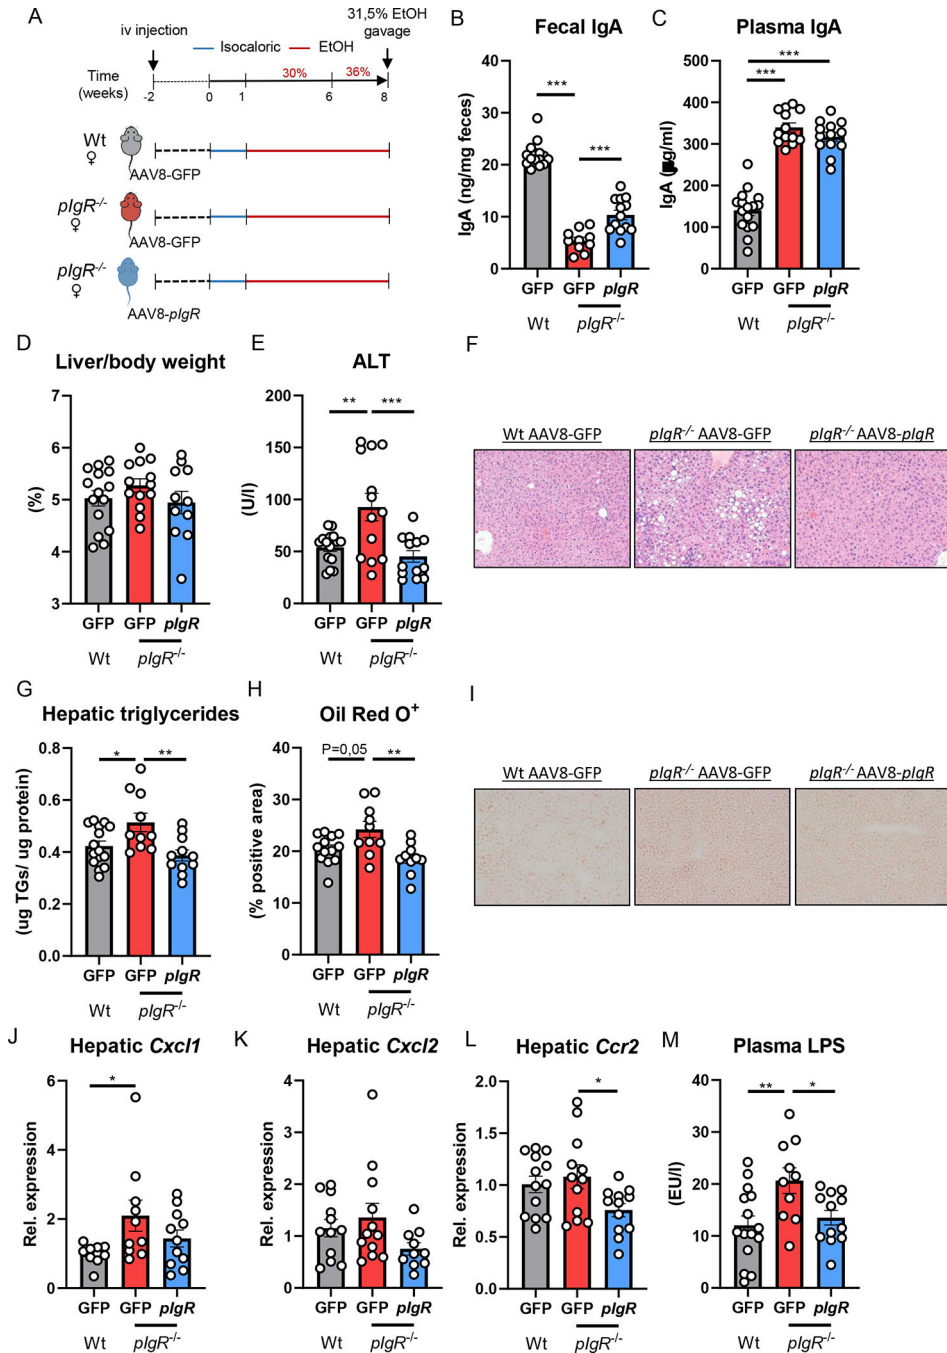 A
iv injection
31,5% EtOH
gavage
Isocaloric
EtOH
Time
(weeks)
30%
36%
-2
0
1
6
8
Wt
♀
AAV8-GFP
pIgR-/-
♀
AAV8-GFP
pIgR-/-
♀
AAV8-pIgR
B
Fecal IgA
IgA (ng/mg feces)
40
30
20
10
0
***
***
GFP
GFP
pIgR
Wt
pIgR-/-
C
Plasma IgA
500
400
300
200
100
0
***
***
GFP
GFP
pIgR
Wt
pIgR-/-
D
Liver/body weight
(%)
7
6
5
4
3
GFP
GFP
pIgR
Wt
pIgR-/-
E
ALT
(U/l)
200
150
100
50
0
**
***
GFP
GFP
pIgR
Wt
pIgR-/-
F
Wt AAV8-GFP
pIgR-/- AAV8-GFP
pIgR-/- AAV8-pIgR
G
Hepatic triglycerides
(ug TGs/ ug protein)
0.8
0.6
0.4
0.2
0.0
*
**
GFP
GFP
pIgR
Wt
pIgR-/-
H
Oil Red O+
(% positive area)
40
30
20
10
0
P=0,05
**
GFP
GFP
pIgR
Wt
pIgR-/-
I
Wt AAV8-GFP
pIgR-/- AAV8-GFP
pIgR-/- AAV8-pIgR
J
Hepatic Cxcl1
Rel. expression
6
4
2
0
*
GFP
GFP
pIgR
Wt
pIgR-/-
K
Hepatic Cxcl2
Rel. expression
4
3
2
1
0
GFP
GFP
pIgR
Wt
pIgR-/-
L
Hepatic Ccr2
Rel. expression
2.0
1.5
1.0
0.5
0.0
*
GFP
GFP
pIgR
Wt
pIgR-/-
M
Plasma LPS
(EU/l)
40
30
20
10
0
**
*
GFP
GFP
pIgR
Wt
pIgR-/-